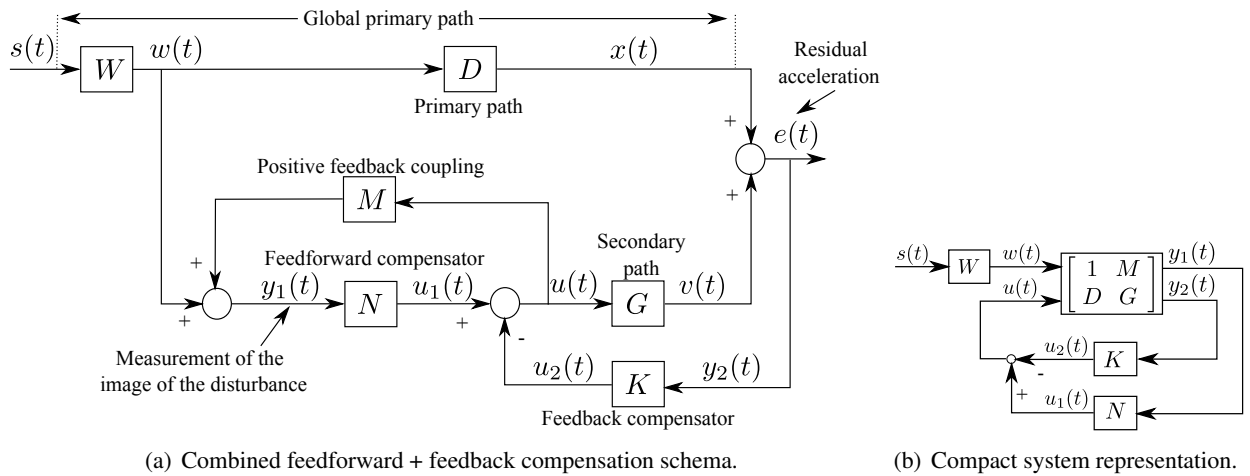 Global primary path
s(t)
W
w(t)
D
x(t)
Primary path
Residual
acceleration
+
e(t)
+
Positive feedback coupling
M
+
Feedforward compensator
y₁(t)
N
u₁(t)
+
+
-
u(t)
Secondary
path
G
v(t)
Measurement of the
image of the disturbance
u₂(t)
K
y₂(t)
Feedback compensator
(a) Combined feedforward + feedback compensation schema.
s(t)
W
w(t)
u(t)
1 M
D G
y₁(t)
y₂(t)
u₂(t)
K
-
+
u₁(t)
N
(b) Compact system representation.